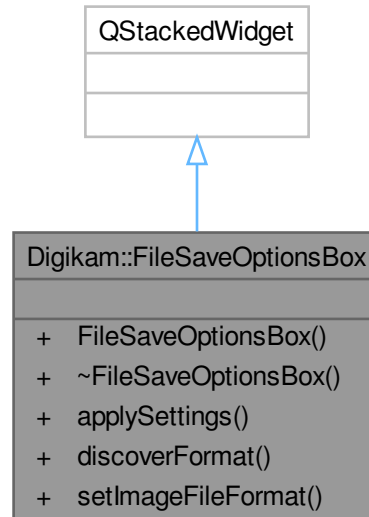 QStackedWidget
Digikam::FileSaveOptionsBox
+ FileSaveOptionsBox()
+ ~FileSaveOptionsBox()
+ applySettings()
+ discoverFormat()
+ setImageFileFormat()